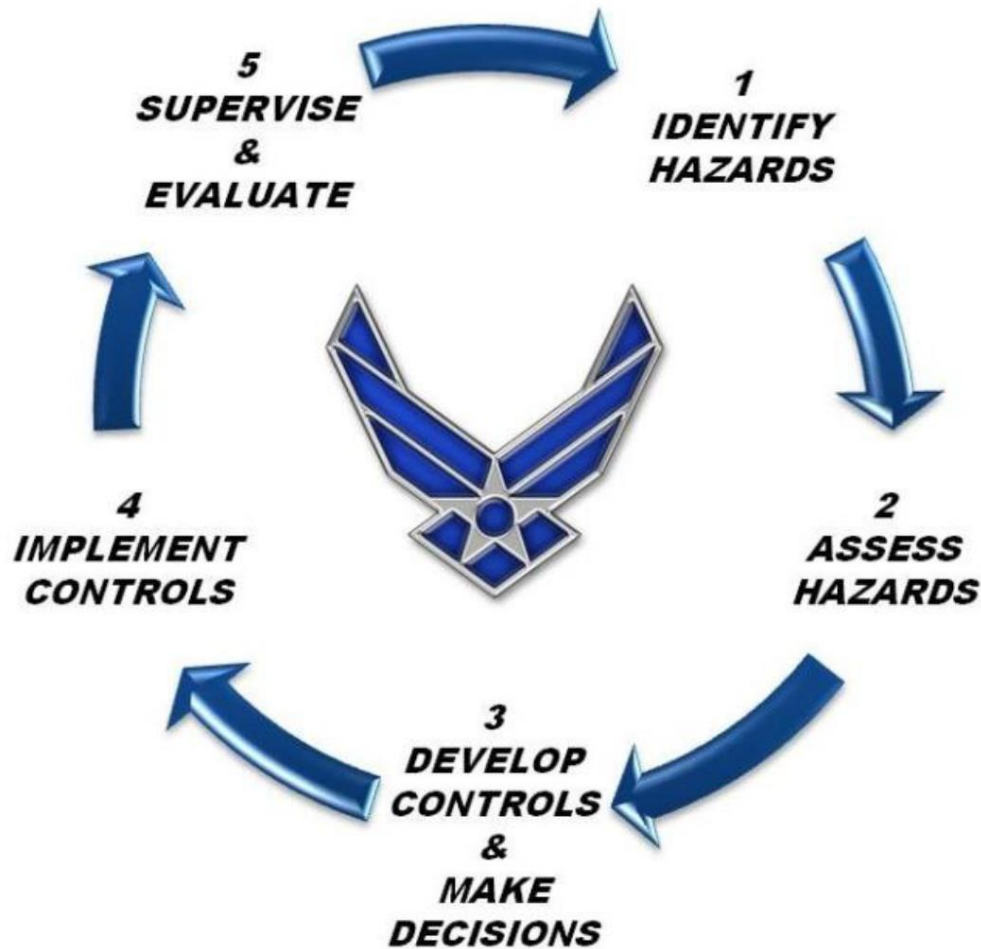 1
IDENTIFY
HAZARDS
2
ASSESS
HAZARDS
3
DEVELOP
CONTROLS
&
MAKE
DECISIONS
4
IMPLEMENT
CONTROLS
5
SUPERVISE
&
EVALUATE